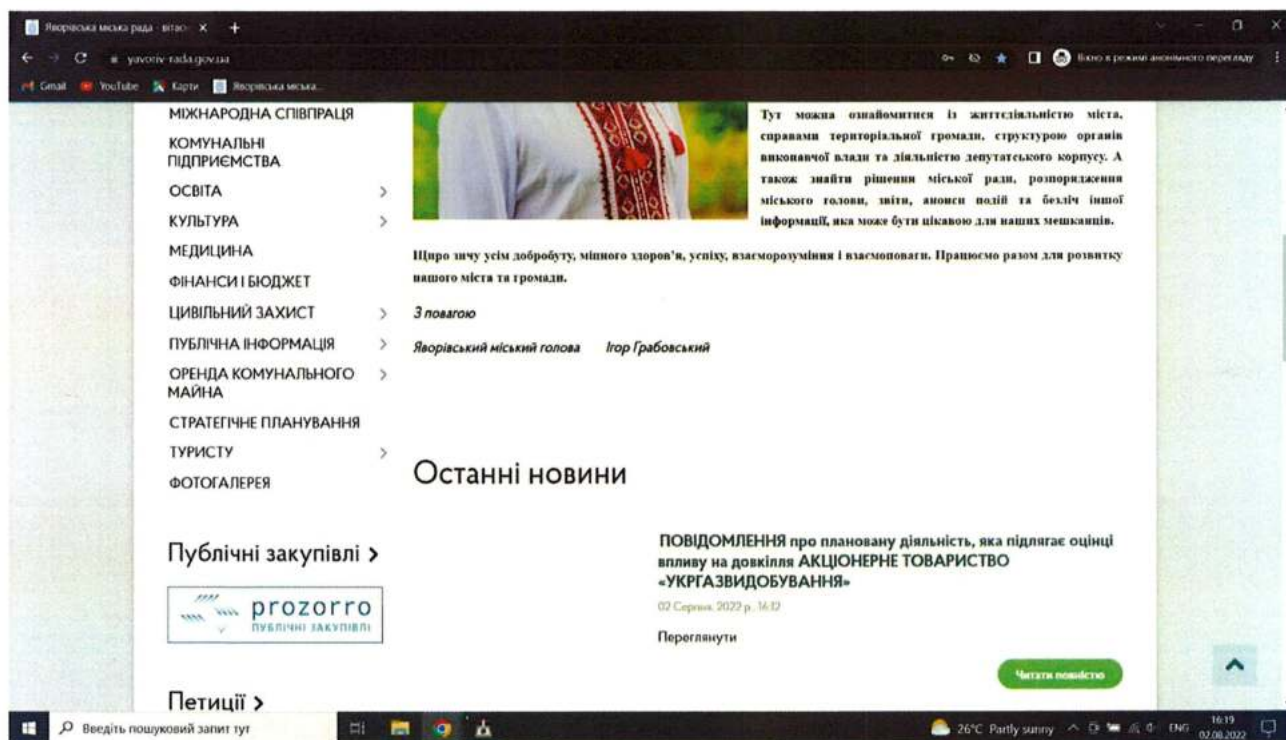 Яворівська міська рада - вітає
yavoriv-rada.gov.ua
Вікно в режимі анонімного перегляду
Gmail YouTube Карти Яворівська міська...
МІЖНАРОДНА СПІВПРАЦЯ
КОМУНАЛЬНІ
ПІДПРИЄМСТВА
ОСВІТА
КУЛЬТУРА
МЕДИЦИНА
ФІНАНСИ І БЮДЖЕТ
ЦИВІЛЬНИЙ ЗАХИСТ
ПУБЛІЧНА ІНФОРМАЦІЯ
ОРЕНДА КОМУНАЛЬНОГО
МАЙНА
СТРАТЕГІЧНЕ ПЛАНУВАННЯ
ТУРИСТУ
ФОТОГАЛЕРЕЯ
Публічні закупівлі >
prozorro
ПУБЛІЧНІ ЗАКУПІВЛІ
Петиції >
Тут можна ознайомитися із життєдіяльністю міста,
справами територіальної громади, структурою органів
виконавчої влади та діяльністю депутатського корпусу. А
також знайти рішення міської ради, розпорядження
міського голови, звіти, анонси подій та безліч іншої
інформації, яка може бути цікавою для наших мешканців.
Щиро зичу усім добробуту, міцного здоров'я, успіху, взаєморозуміння і взаємоповаги. Працюємо разом для розвитку
нашого міста та громади.
З повагою
Яворівський міський голова Ігор Грабовський
Останні новини
ПОВІДОМЛЕННЯ про плановану діяльність, яка підлягає оцінці
впливу на довкілля АКЦІОНЕРНЕ ТОВАРИСТВО
«УКРГАЗВИДОБУВАННЯ»
02 Серпня, 2022 р., 16:12
Переглянути
Читати повністю
Введіть пошуковий запит тут
26°C Partly sunny
ENG
16:19
02.08.2022